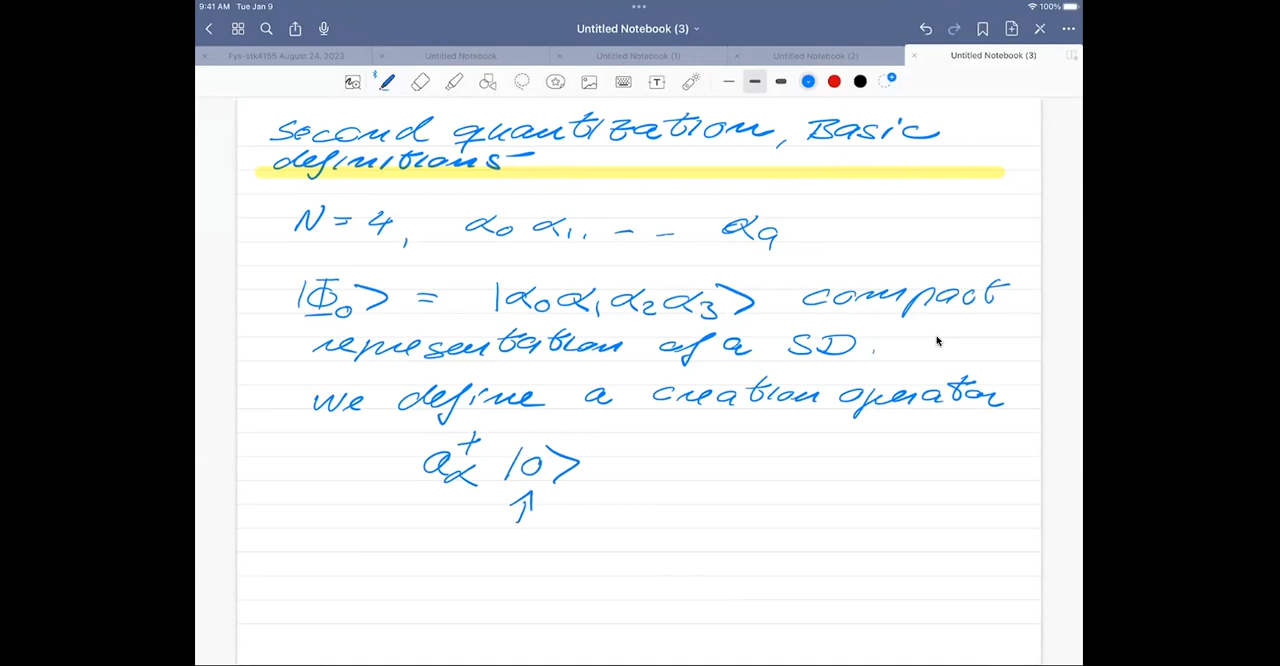 9:41 AM Tue Jan 9
100%
Untitled Notebook (3)
Fys-stk4155 August 24, 2023
Untitled Notebook
Untitled Notebook (1)
Untitled Notebook (2)
Untitled Notebook (3)
Second quantization, Basic
definitions
N = 4, α₀ α₁, . - - α₉
|Φ₀> = |α₀α₁α₂α₃> compact
representation of a SD.
we define a creation operator
a⁺_α |0>
↑